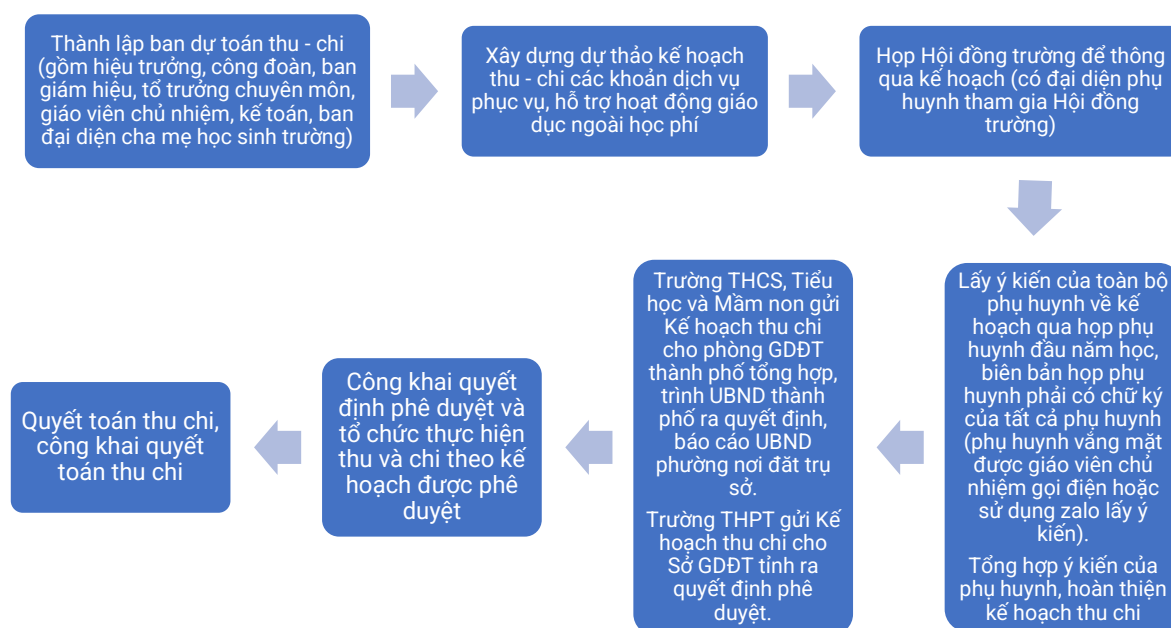 Thành lập ban dự toán thu - chi
(gồm hiệu trưởng, công đoàn, ban
giám hiệu, tổ trưởng chuyên môn,
giáo viên chủ nhiệm, kế toán, ban
đại diện cha mẹ học sinh trường)
Xây dựng dự thảo kế hoạch
thu - chi các khoản dịch vụ
phục vụ, hỗ trợ hoạt động giáo
dục ngoài học phí
Họp Hội đồng trường để thông
qua kế hoạch (có đại diện phụ
huynh tham gia Hội đồng
trường)
Lấy ý kiến của toàn bộ
phụ huynh về kế
hoạch qua họp phụ
huynh đầu năm học,
biên bản họp phụ
huynh phải có chữ ký
của tất cả phụ huynh
(phụ huynh vắng mặt
được giáo viên chủ
nhiệm gọi điện hoặc
sử dụng zalo lấy ý
kiến).
Tổng hợp ý kiến của
phụ huynh, hoàn thiện
kế hoạch thu chi
Trường THCS, Tiểu
học và Mầm non gửi
Kế hoạch thu chi
cho phòng GDĐT
thành phố tổng hợp,
trình UBND thành
phố ra quyết định,
báo cáo UBND
phường nơi đăt trụ
sở.
Trường THPT gửi Kế
hoạch thu chi cho
Sở GDĐT tỉnh ra
quyết định phê
duyệt.
Công khai quyết
định phê duyệt và
tổ chức thực hiện
thu và chi theo kế
hoạch được phê
duyệt
Quyết toán thu chi,
công khai quyết
toán thu chi